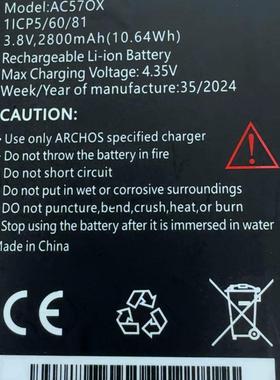 Model:AC57OX
1ICP5/60/81
3.8V,2800mAh(10.64Wh)
Rechargeable Li-ion Battery
Max Charging Voltage: 4.35V
Week/Year of manufacture:35/2024
Caution:
• Use only ARCHOS specified charger
• Do not throw the battery in fire
Do not short circuit
Do not put in wet or corrosive surroundings
DO not puncture,bend,crush,heat,or burn
Stop using the battery after it is immersed in water
Made in China
CE